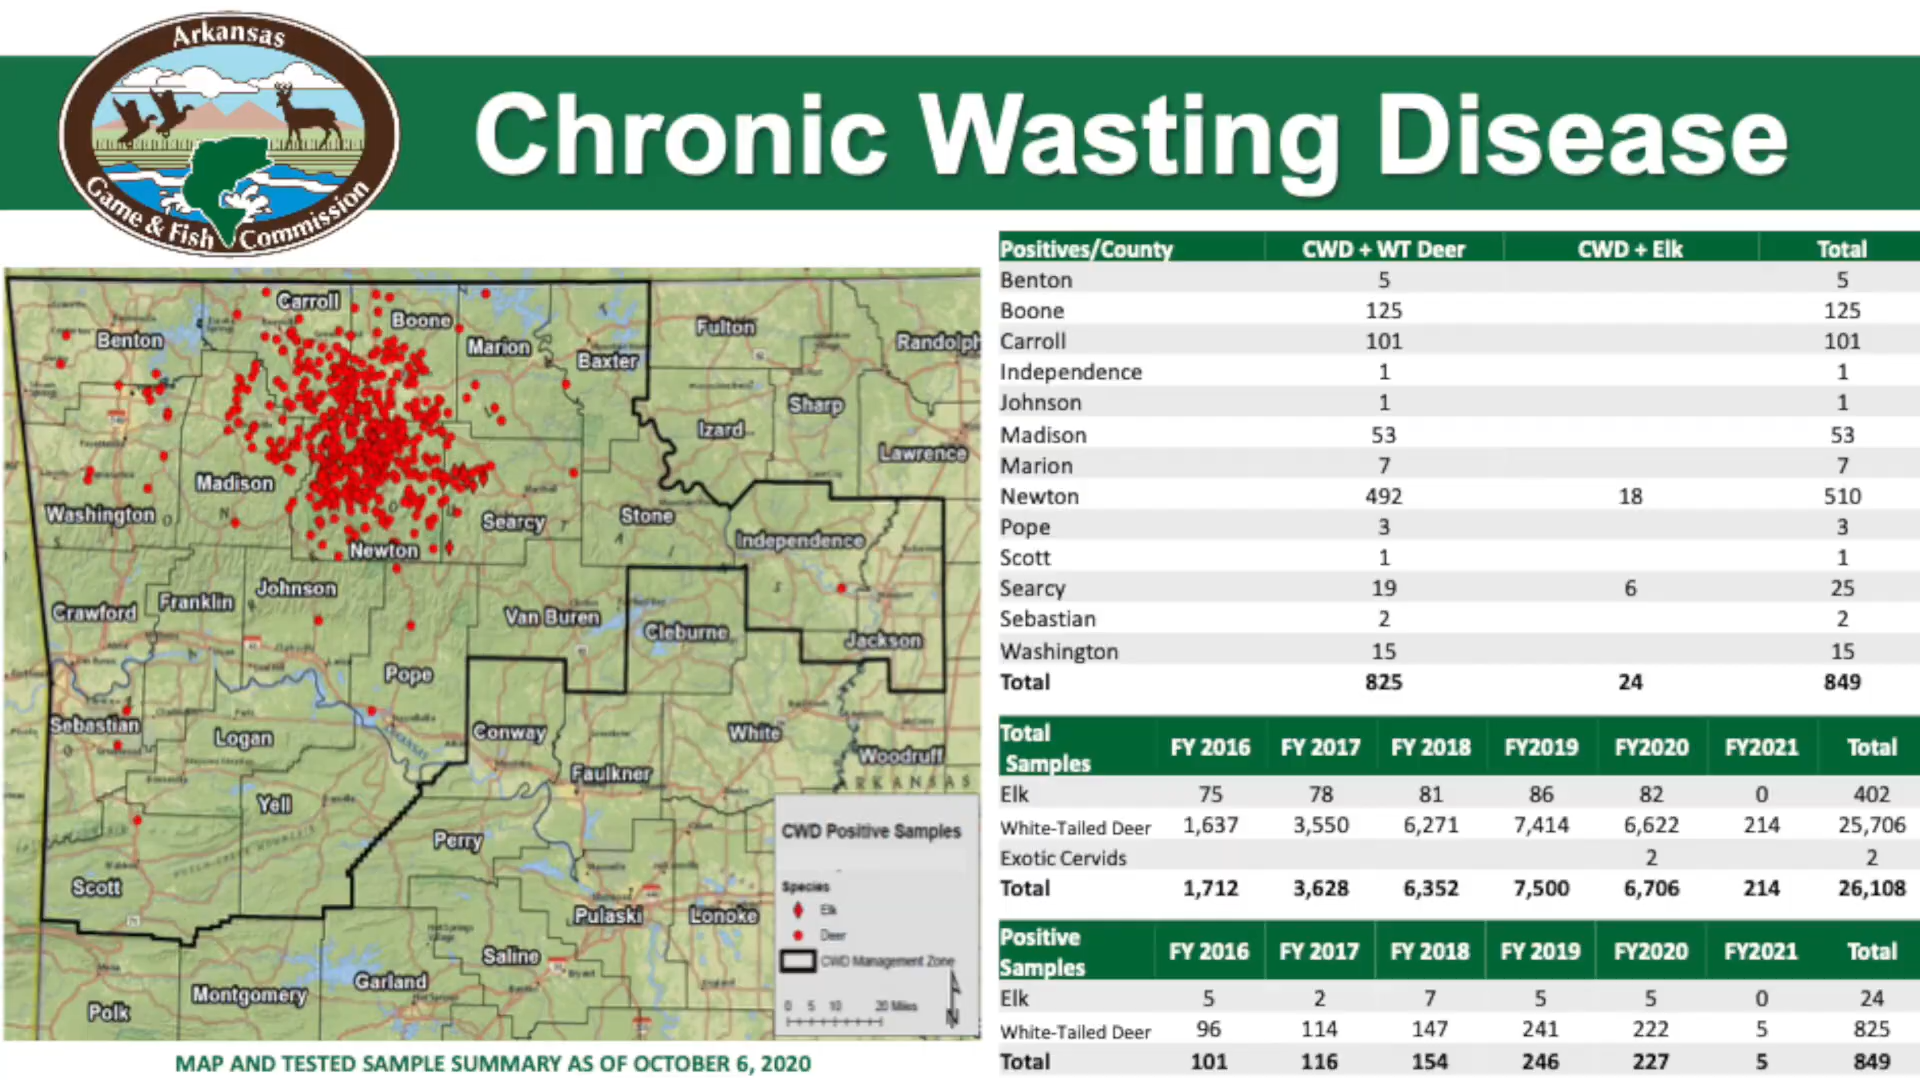 Arkansas
Game & Fish Commission
Chronic Wasting Disease
Carroll
Boone
Benton
Marion
Baxter
Fulton
Randolph
Sharp
Izard
Lawrence
Madison
Washington
Searcy
Stone
Independence
Newton
Johnson
Franklin
Crawford
Van Buren
Cleburne
Jackson
Pope
Sebastian
Logan
Conway
White
Woodruff
Faulkner
ARKANSAS
Yell
Perry
Scott
Pulaski
Lonoke
Saline
Garland
Montgomery
Polk
CWD Positive Samples
Species
Elk
Deer
CWD Management Zone
0 5 10 20 Miles
N
MAP AND TESTED SAMPLE SUMMARY AS OF OCTOBER 6, 2020
Positives/County CWD + WT Deer CWD + Elk Total
Benton 5 5
Boone 125 125
Carroll 101 101
Independence 1 1
Johnson 1 1
Madison 53 53
Marion 7 7
Newton 492 18 510
Pope 3 3
Scott 1 1
Searcy 19 6 25
Sebastian 2 2
Washington 15 15
Total 825 24 849
Total Samples FY 2016 FY 2017 FY 2018 FY2019 FY2020 FY2021 Total
Elk 75 78 81 86 82 0 402
White-Tailed Deer 1,637 3,550 6,271 7,414 6,622 214 25,706
Exotic Cervids 2 2
Total 1,712 3,628 6,352 7,500 6,706 214 26,108
Positive Samples FY 2016 FY 2017 FY 2018 FY 2019 FY2020 FY2021 Total
Elk 5 2 7 5 5 0 24
White-Tailed Deer 96 114 147 241 222 5 825
Total 101 116 154 246 227 5 849